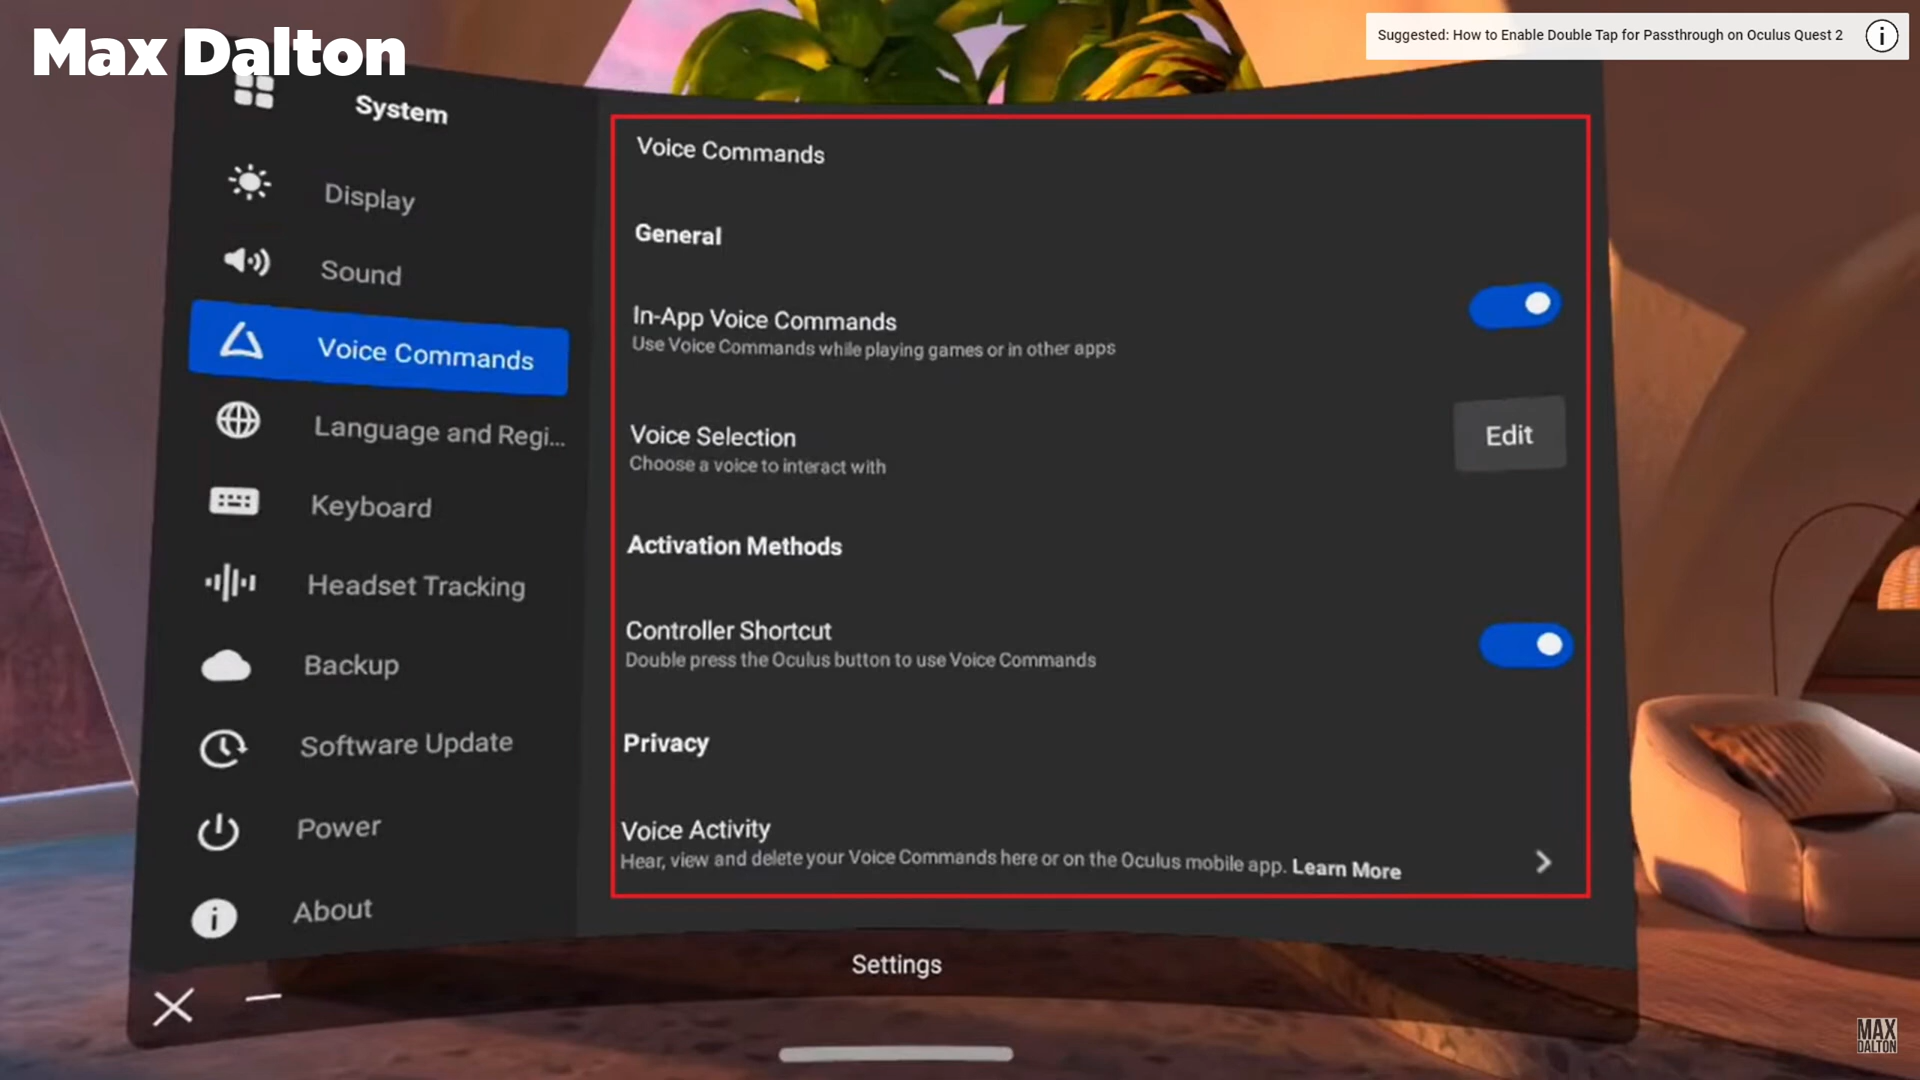 Max Dalton
Suggested: How to Enable Double Tap for Passthrough on Oculus Quest 2
System
Display
Sound
Voice Commands
Language and Regi...
Keyboard
Headset Tracking
Backup
Software Update
Power
About
Voice Commands
General
In-App Voice Commands
Use Voice Commands while playing games or in other apps
Voice Selection
Choose a voice to interact with
Edit
Activation Methods
Controller Shortcut
Double press the Oculus button to use Voice Commands
Privacy
Voice Activity
Hear, view and delete your Voice Commands here or on the Oculus mobile app. Learn More
Settings
MAX
DALTON